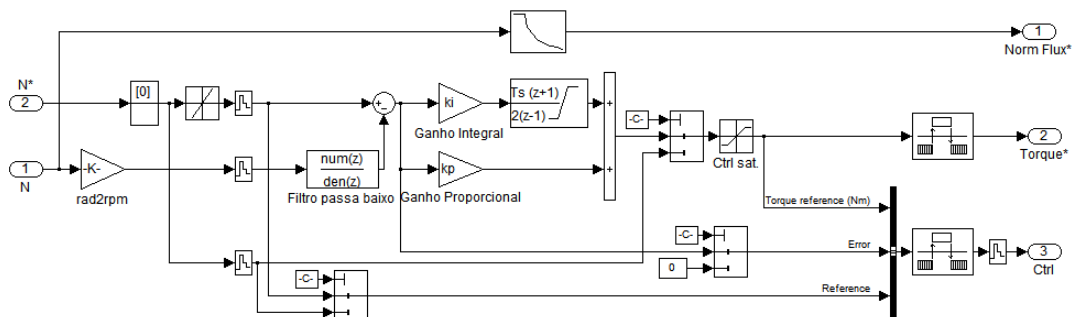 1
Norm Flux*
N*
2
[0]
ki
Ganho Integral
Ts (z+1)
2(z-1)
+
-
+
+
-C-
Ctrl sat.
2
Torque*
1
N
-K-
rad2rpm
num(z)
den(z)
Filtro passa baixo
kp
Ganho Proporcional
Torque reference (Nm)
-C-
0
Error
3
Ctrl
-C-
Reference